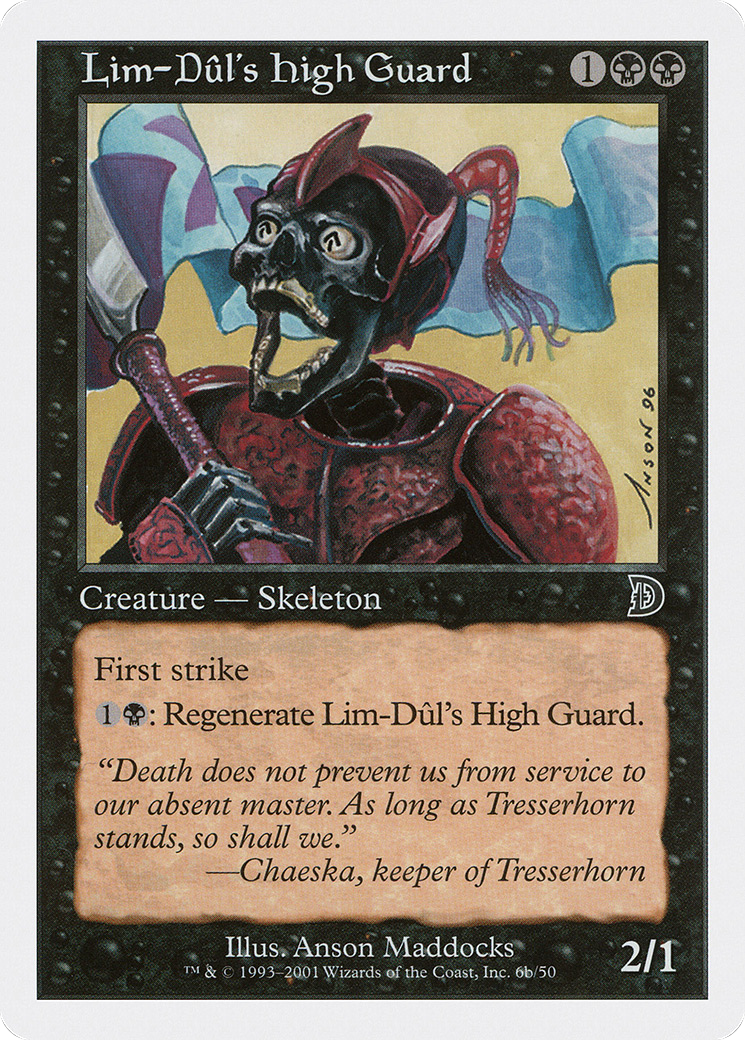 Lim-Dûl's High Guard 1
ANSON 96
Creature — Skeleton
First strike
1: Regenerate Lim-Dûl's High Guard.
“Death does not prevent us from service to
our absent master. As long as Tresserhorn
stands, so shall we.”
—Chaeska, keeper of Tresserhorn
Illus. Anson Maddocks
™ & © 1993–2001 Wizards of the Coast, Inc. 6b/50
2/1